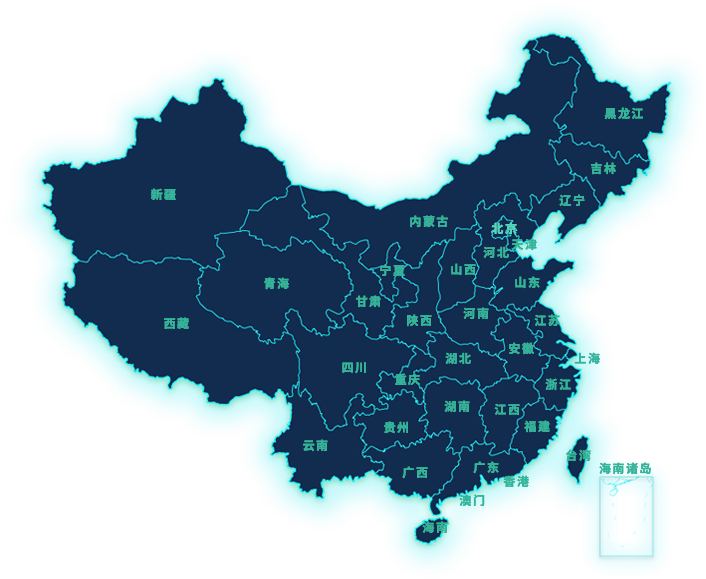 黑龙江
吉林
新疆
辽宁
内蒙古
北京
天津
河北
宁夏
山西
青海
山东
甘肃
河南
陕西
江苏
西藏
安徽
湖北
上海
四川
重庆
浙江
湖南
江西
贵州
福建
云南
台湾
广东
海南诸岛
广西
香港
澳门
海南